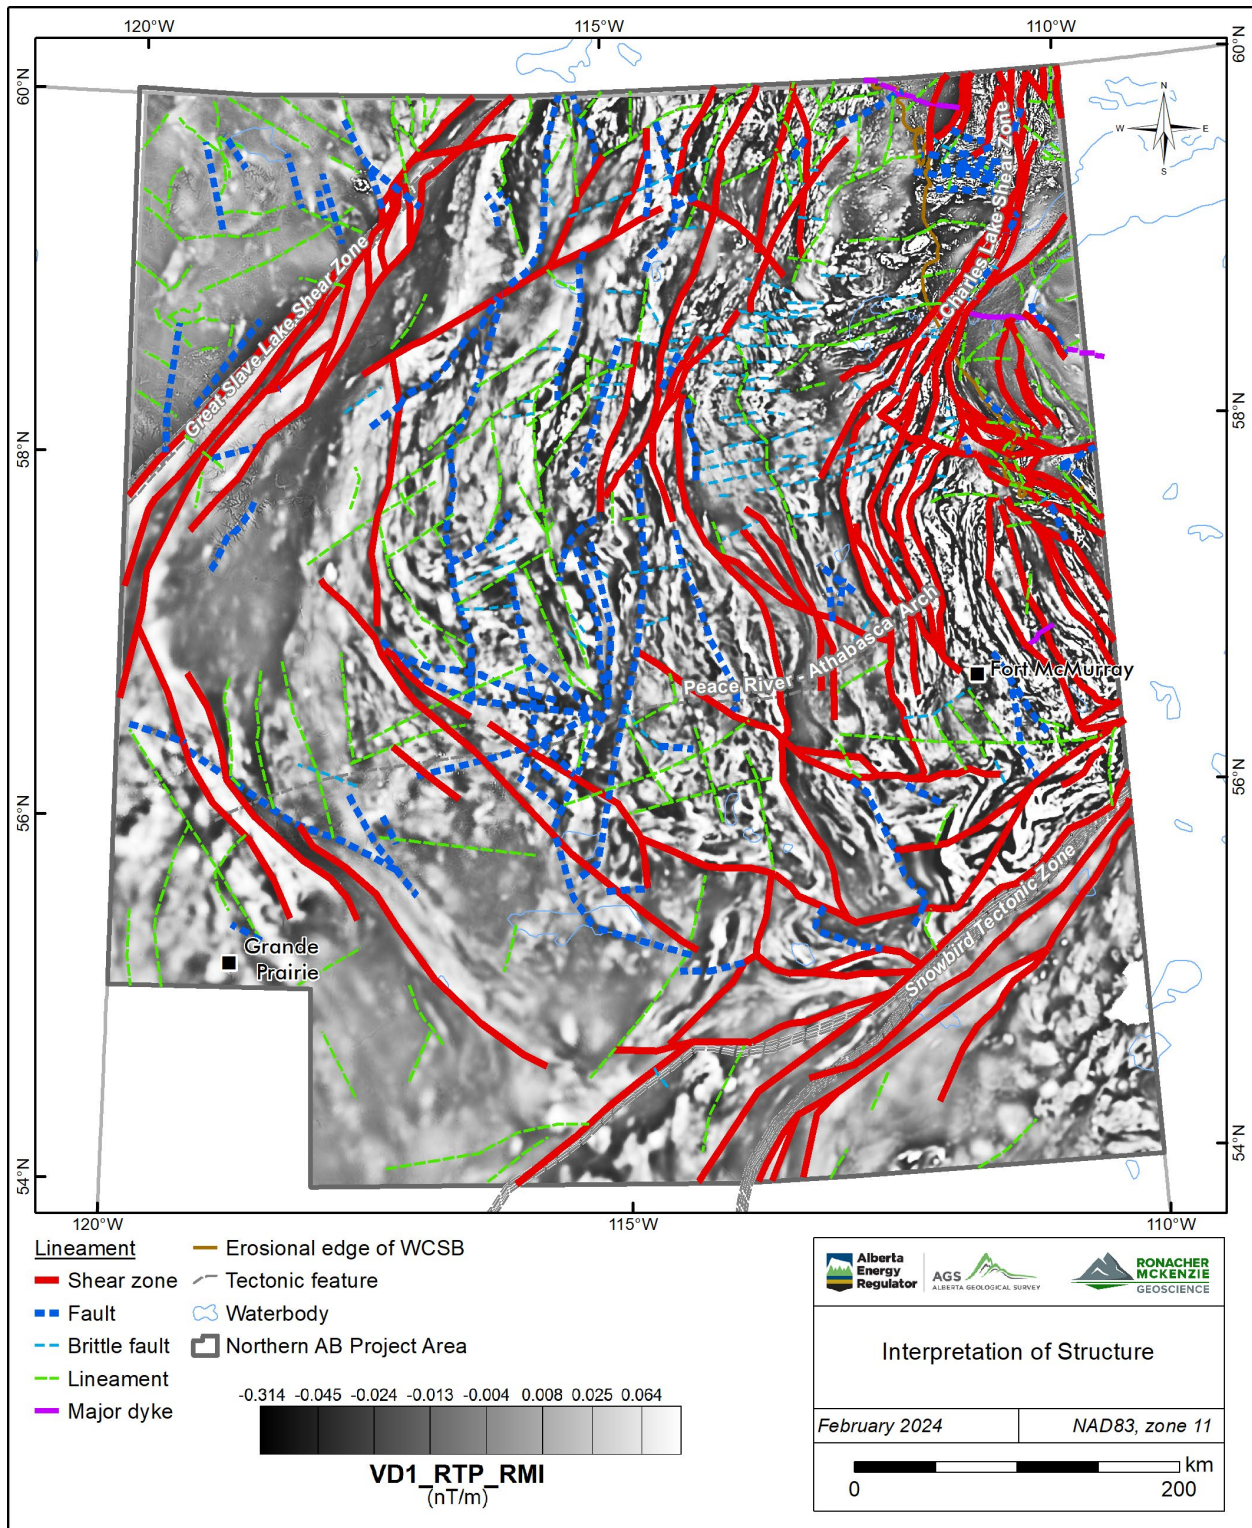 120°W
115°W
110°W
60°N
60°N
N
W
E
S
Charles Lake Shear Zone
Great Slave Lake Shear Zone
58°N
58°N
Peace River - Athabasca Arch
Fort McMurray
56°N
56°N
Snowbird Tectonic Zone
Grande
Prairie
54°N
54°N
120°W
115°W
110°W
Lineament
Shear zone
Fault
Brittle fault
Lineament
Major dyke
Erosional edge of WCSB
Tectonic feature
Waterbody
Northern AB Project Area
-0.314 -0.045 -0.024 -0.013 -0.004 0.008 0.025 0.064
VD1_RTP_RMI
(nT/m)
Alberta
Energy
Regulator
AGS
ALBERTA GEOLOGICAL SURVEY
RONACHER
MCKENZIE
GEOSCIENCE
Interpretation of Structure
February 2024
NAD83, zone 11
km
0
200